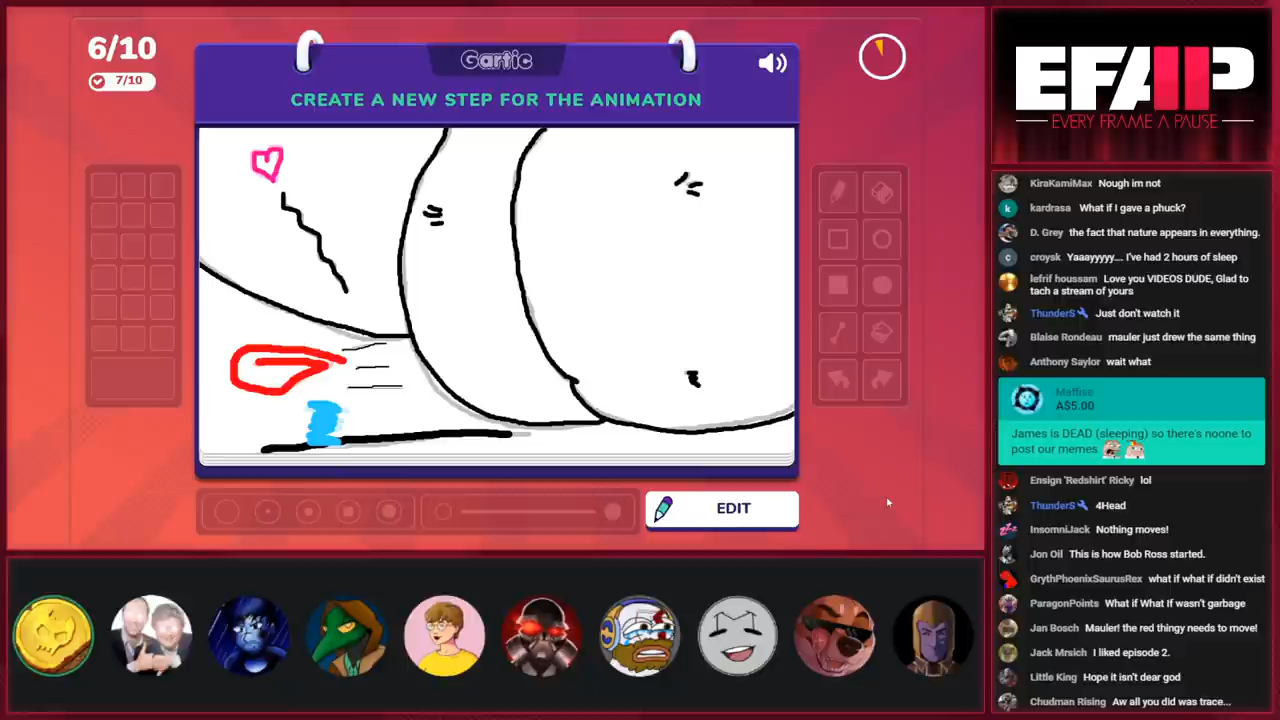 6/10
7/10
Gartic
CREATE A NEW STEP FOR THE ANIMATION
EDIT
EFAP
EVERY FRAME A PAUSE
KiraKamiMax Nough im not
kardrasa What if I gave a phuck?
D. Grey the fact that nature appears in everything.
croysk Yaaayyyyy.... I've had 2 hours of sleep
lefrif houssam Love you VIDEOS DUDE, Glad to
tach a stream of yours
ThunderS Just don't watch it
Blaise Rondeau mauler just drew the same thing
Anthony Saylor wait what
Maffise
A$5.00
James is DEAD (sleeping) so there's noone to
post our memes
Ensign 'Redshirt' Ricky lol
ThunderS 4Head
InsomniJack Nothing moves!
Jon Oil This is how Bob Ross started.
GrythPhoenixSaurusRex what if what if didn't exist
ParagonPoints What if What If wasn't garbage
Jan Bosch Mauler! the red thingy needs to move!
Jack Mrsich I liked episode 2.
Little King Hope it isn't dear god
Chudman Rising Aw all you did was trace...